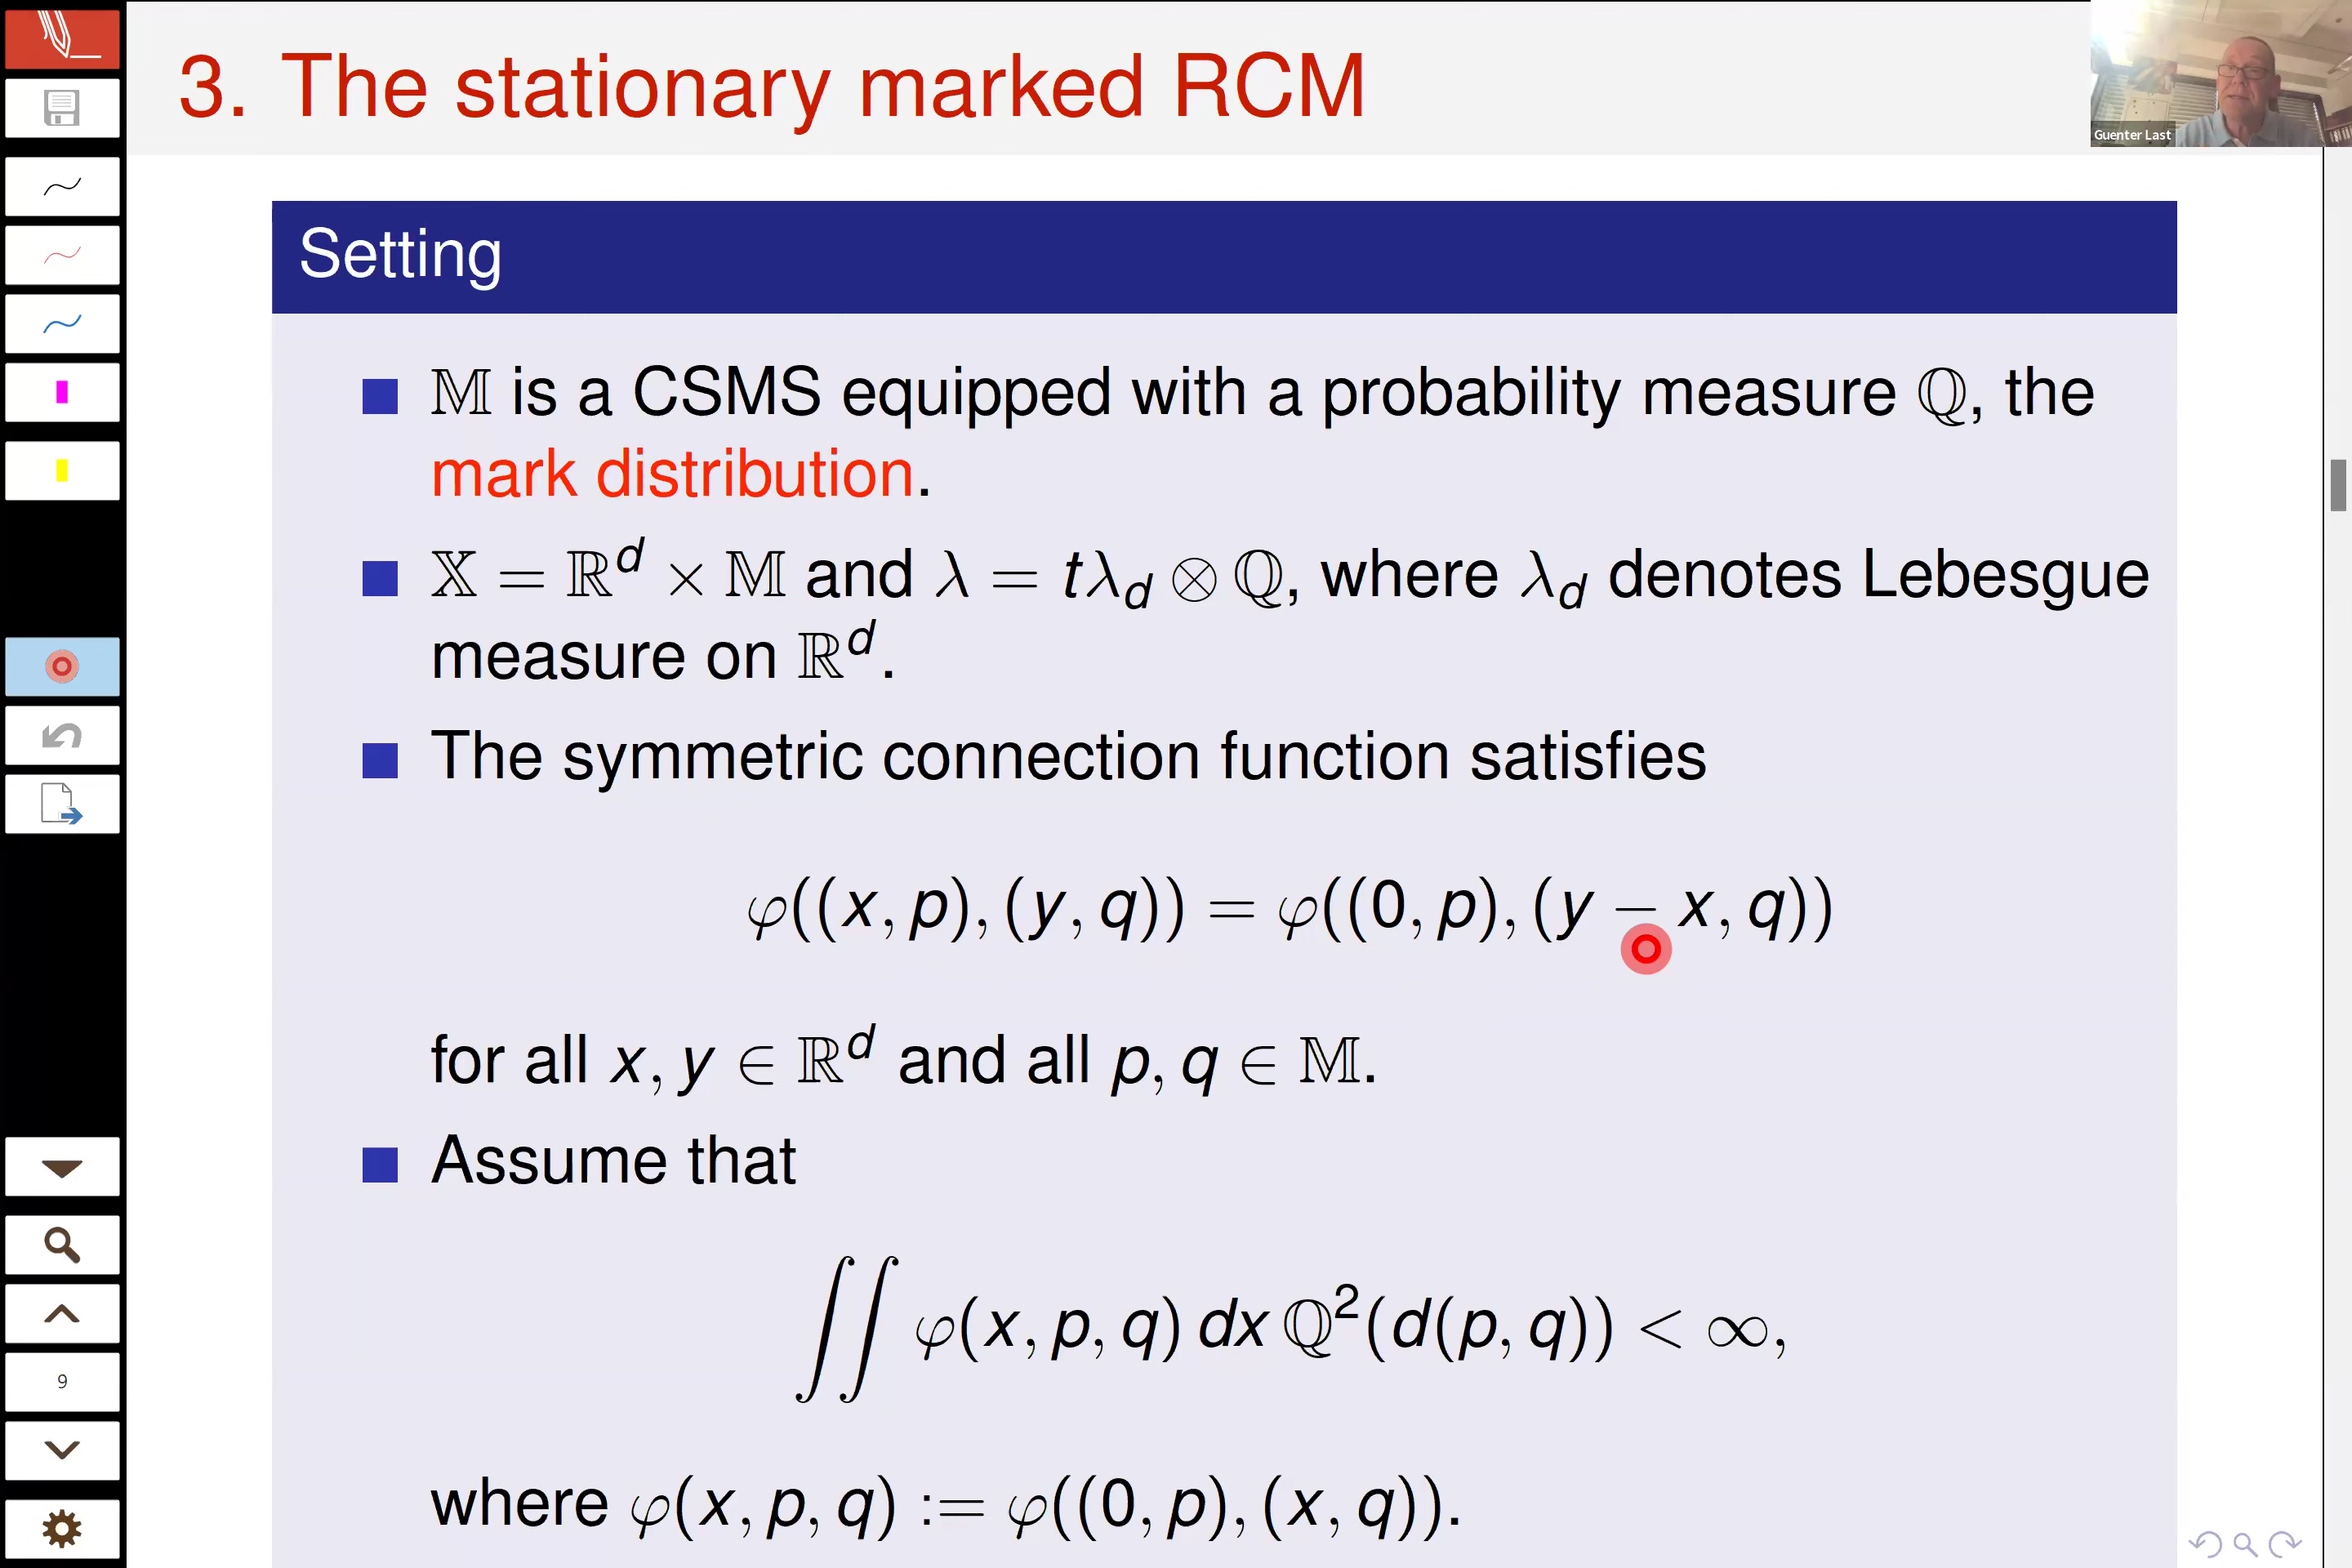 3. The stationary marked RCM
Guenter Last
Setting
𝕄 is a CSMS equipped with a probability measure ℚ, the
mark distribution.
𝕏 = ℝ^d × 𝕄 and λ = tλ_d ⊗ ℚ, where λ_d denotes Lebesgue
measure on ℝ^d.
The symmetric connection function satisfies
φ((x, p), (y, q)) = φ((0, p), (y − x, q))
for all x, y ∈ ℝ^d and all p, q ∈ 𝕄.
Assume that
∬ φ(x, p, q) dx ℚ²(d(p, q)) < ∞,
where φ(x, p, q) := φ((0, p), (x, q)).
9